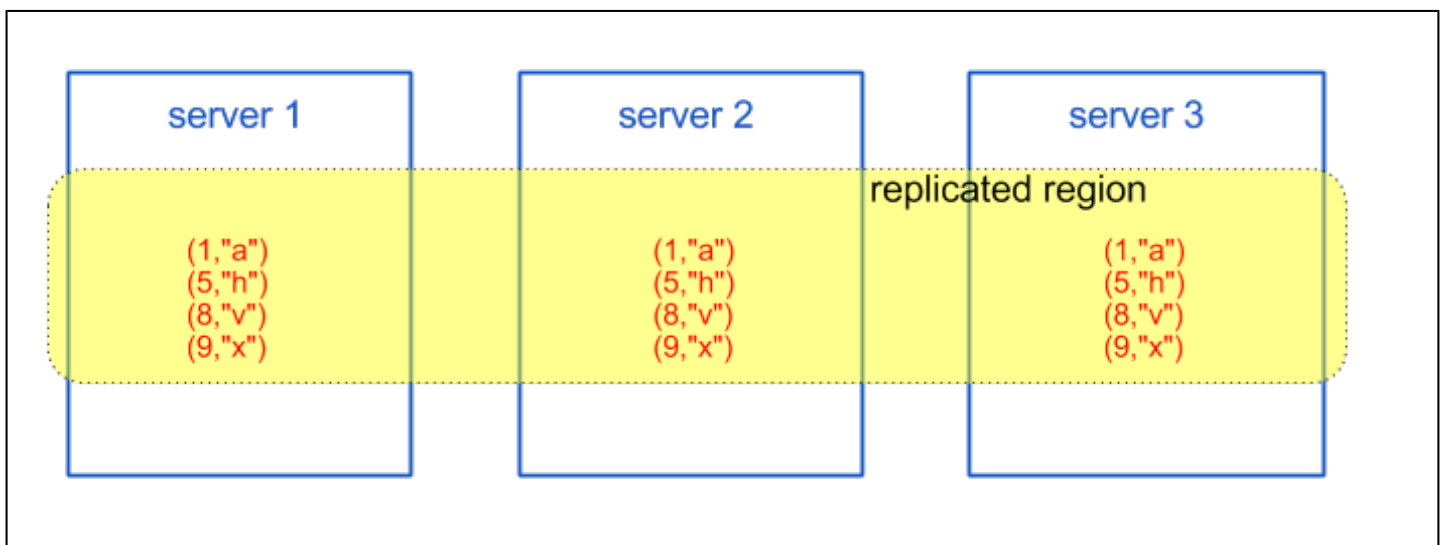 server 1
server 2
server 3
replicated region
(1,"a")
(5,"h")
(8,"v")
(9,"x")
(1,"a")
(5,"h")
(8,"v")
(9,"x")
(1,"a")
(5,"h")
(8,"v")
(9,"x")